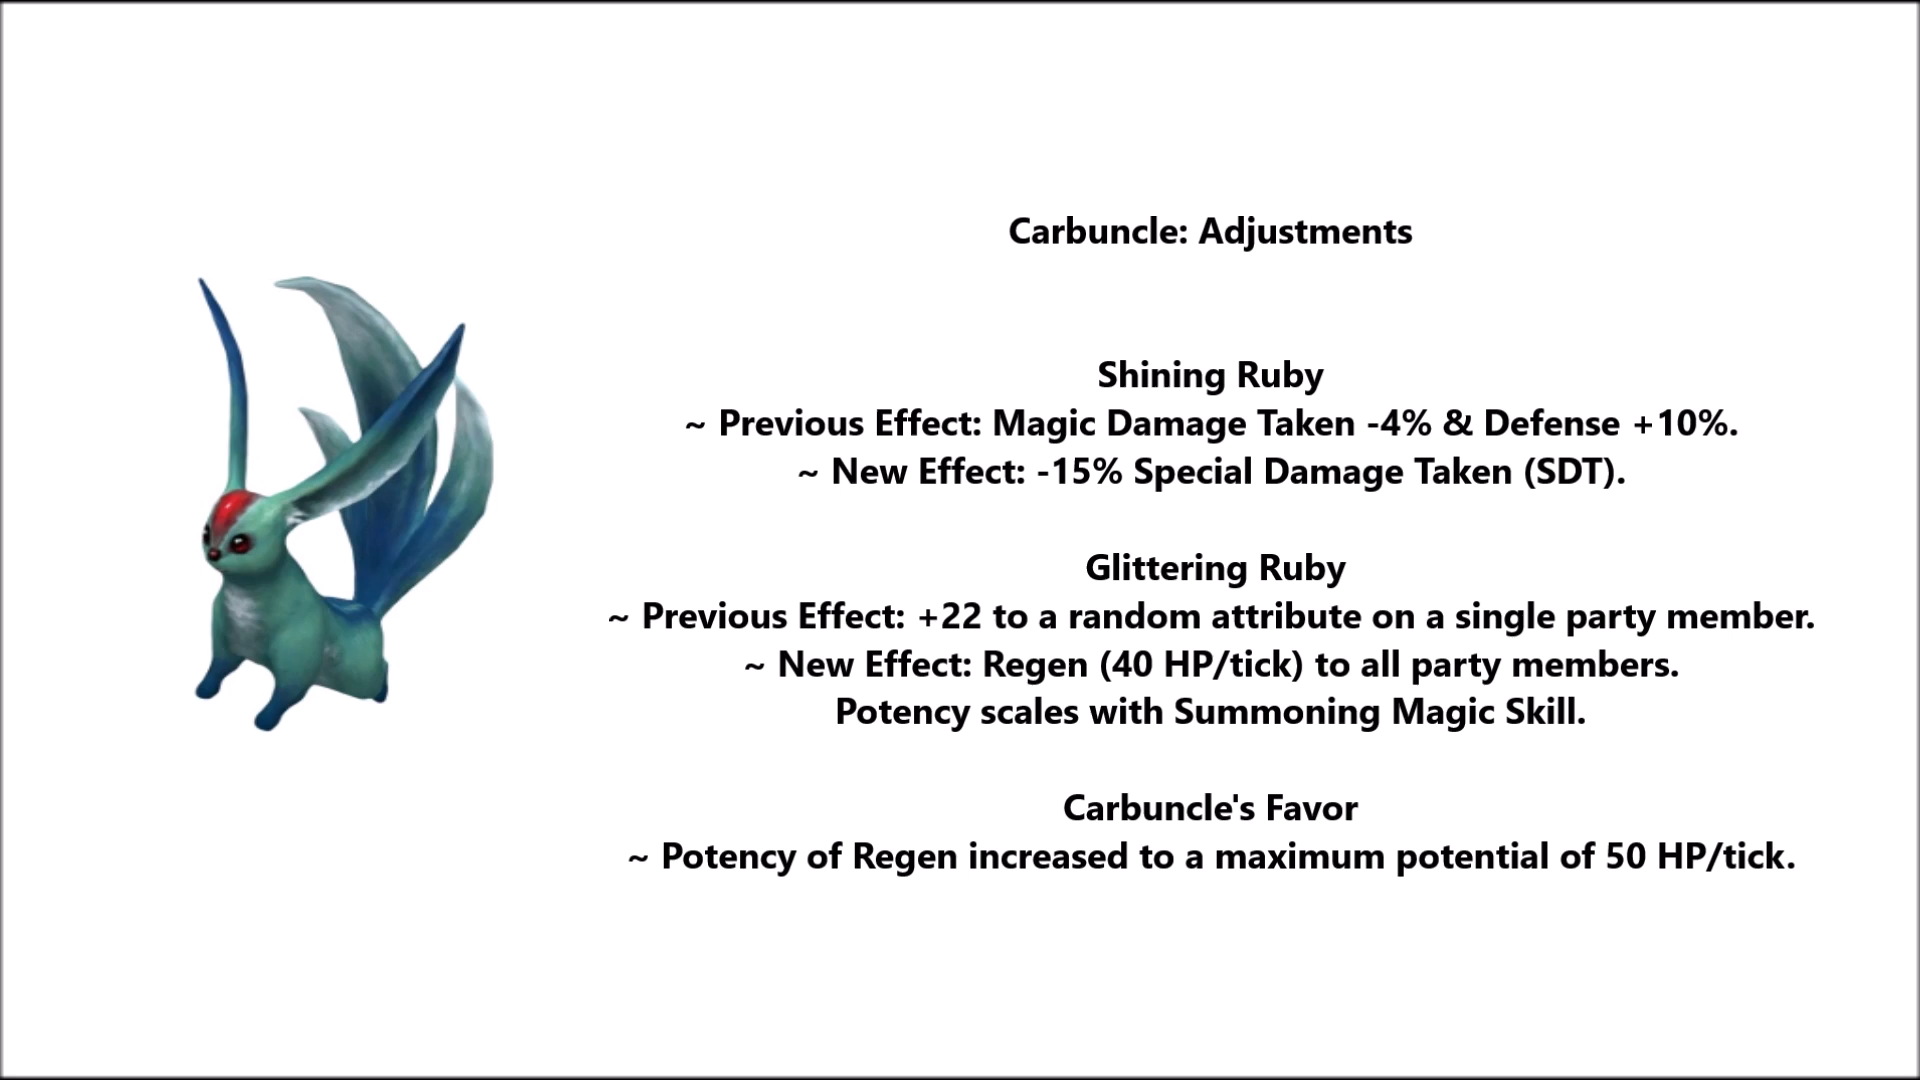 Carbuncle: Adjustments
Shining Ruby
~ Previous Effect: Magic Damage Taken -4% & Defense +10%.
~ New Effect: -15% Special Damage Taken (SDT).
Glittering Ruby
~ Previous Effect: +22 to a random attribute on a single party member.
~ New Effect: Regen (40 HP/tick) to all party members.
Potency scales with Summoning Magic Skill.
Carbuncle's Favor
~ Potency of Regen increased to a maximum potential of 50 HP/tick.